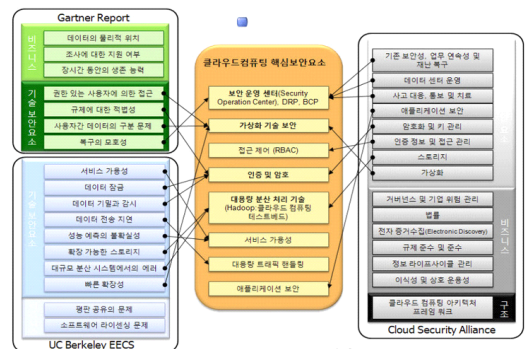 Gartner Report
비즈니스
데이터의 물리적 위치
조사에 대한 지원 여부
장시간 동안의 생존 능력
기술 보안요소
권한 있는 사용자에 의한 접근
규제에 대한 적법성
사용자간 데이터의 구분 문제
복구의 모호성
기술 보안요소
서비스 가용성
데이터 잠금
데이터 기밀과 감시
데이터 전송 지연
성능 예측의 불확실성
확장 가능한 스토리지
대규모 분산 시스템에서의 에러
빠른 확장성
평판 공유의 문제
소프트웨어 라이센싱 문제
UC Berkeley EECS
클라우드컴퓨팅 핵심보안요소
보안 운영 센터(Security
Operation Center), DRP, BCP
가상화 기술 보안
접근 제어 (RBAC)
인증 및 암호
대용량 분산 처리 기술
(Hadoop:클라우드 컴퓨팅
테스트베드)
서비스 가용성
대용량 트래픽 핸들링
애플리케이션 보안
기존 보안성, 업무 연속성 및
재난 복구
데이터 센터 운영
사고 대응, 통보 및 치료
애플리케이션 보안
암호화 및 키 관리
인증 정보 및 접근 관리
스토리지
가상화
거버넌스 및 기업 위험 관리
법률
전자 증거수집(Electronic Discovery)
규제 준수 및 준수
정보 라이프사이클 관리
이식성 및 상호 운용성
비즈니스
클라우드 컴퓨팅 아키텍처
프레임 워크
구조
Cloud Security Alliance